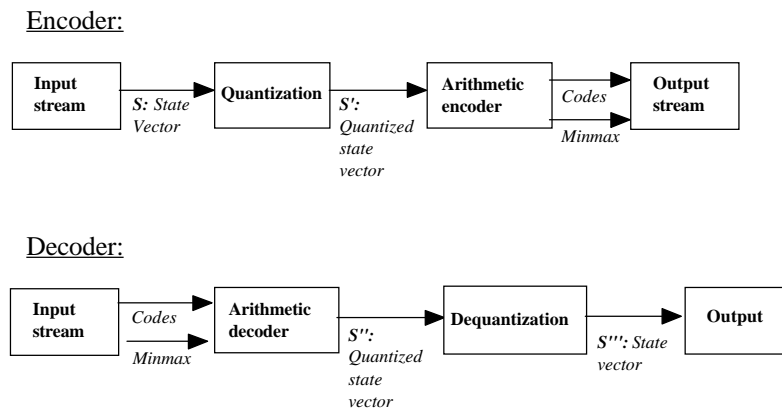 Encoder:
Input
stream
S: State
Vector
Quantization
S':
Quantized
state
vector
Arithmetic
encoder
Codes
Minmax
Output
stream
Decoder:
Input
stream
Codes
Minmax
Arithmetic
decoder
S'':
Quantized
state
vector
Dequantization
S''': State
vector
Output